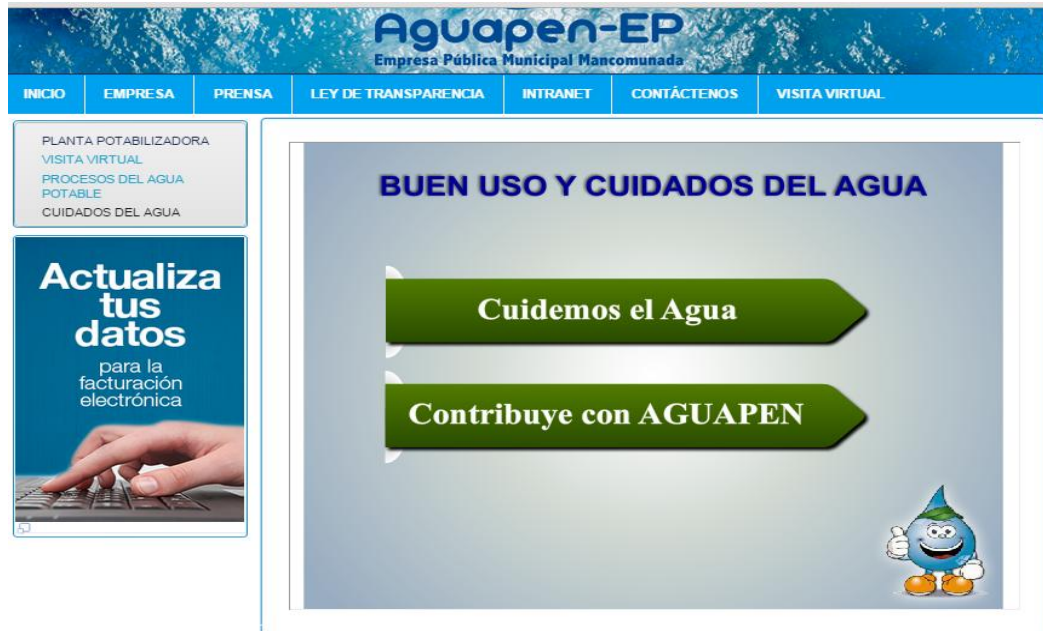 Aguapen-EP
Empresa Pública Municipal Mancomunada
INICIO EMPRESA PRENSA LEY DE TRANSPARENCIA INTRANET CONTÁCTENOS VISITA VIRTUAL
PLANTA POTABILIZADORA
VISITA VIRTUAL
PROCESOS DEL AGUA
POTABLE
CUIDADOS DEL AGUA
Actualiza
tus
datos
para la
facturación
electrónica
BUEN USO Y CUIDADOS DEL AGUA
Cuidemos el Agua
Contribuye con AGUAPEN